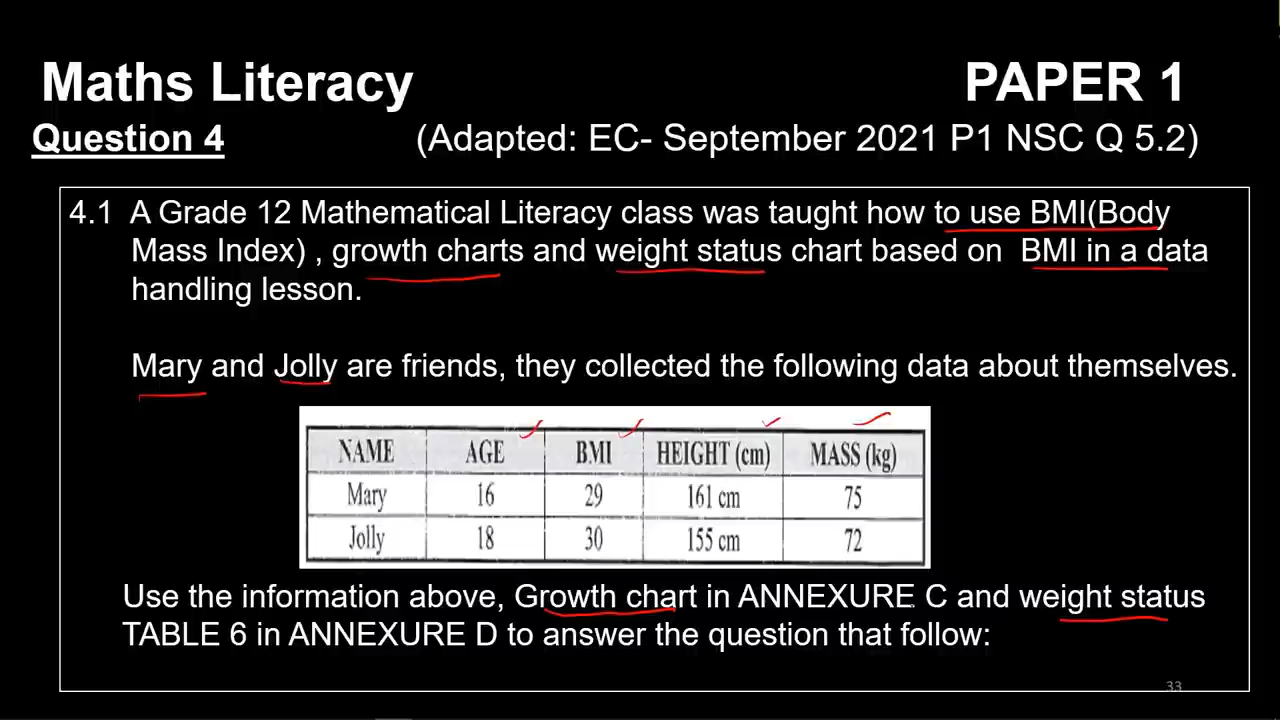 Maths Literacy PAPER 1
Question 4 (Adapted: EC- September 2021 P1 NSC Q 5.2)
4.1 A Grade 12 Mathematical Literacy class was taught how to use BMI(Body
Mass Index) , growth charts and weight status chart based on BMI in a data
handling lesson.
Mary and Jolly are friends, they collected the following data about themselves.
NAME AGE BMI HEIGHT (cm) MASS (kg)
Mary 16 29 161 cm 75
Jolly 18 30 155 cm 72
Use the information above, Growth chart in ANNEXURE C and weight status
TABLE 6 in ANNEXURE D to answer the question that follow:
33